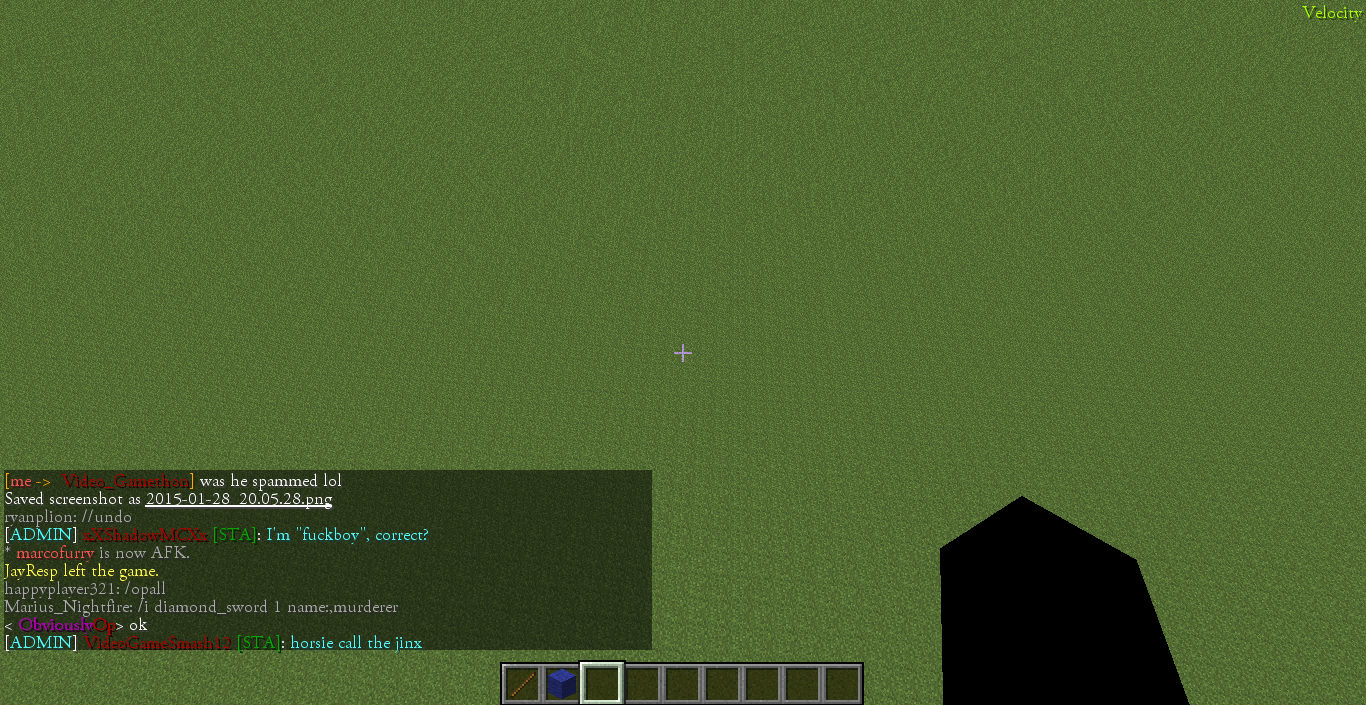 Velocity
[me -> Video_Gamethon] was he spammed lol
Saved screenshot as 2015-01-28_20.05.28.png
rvanplion: //undo
[ADMIN] xXShadowMCXx [STA]: I'm "fuckboy", correct?
* marcofurry is now AFK.
JayResp left the game.
happyplayer321: /opall
Marius_Nightfire: /i diamond_sword 1 name:,murderer
< ObviouslyOp> ok
[ADMIN] VideoGameSmash12 [STA]: horsie call the jinx